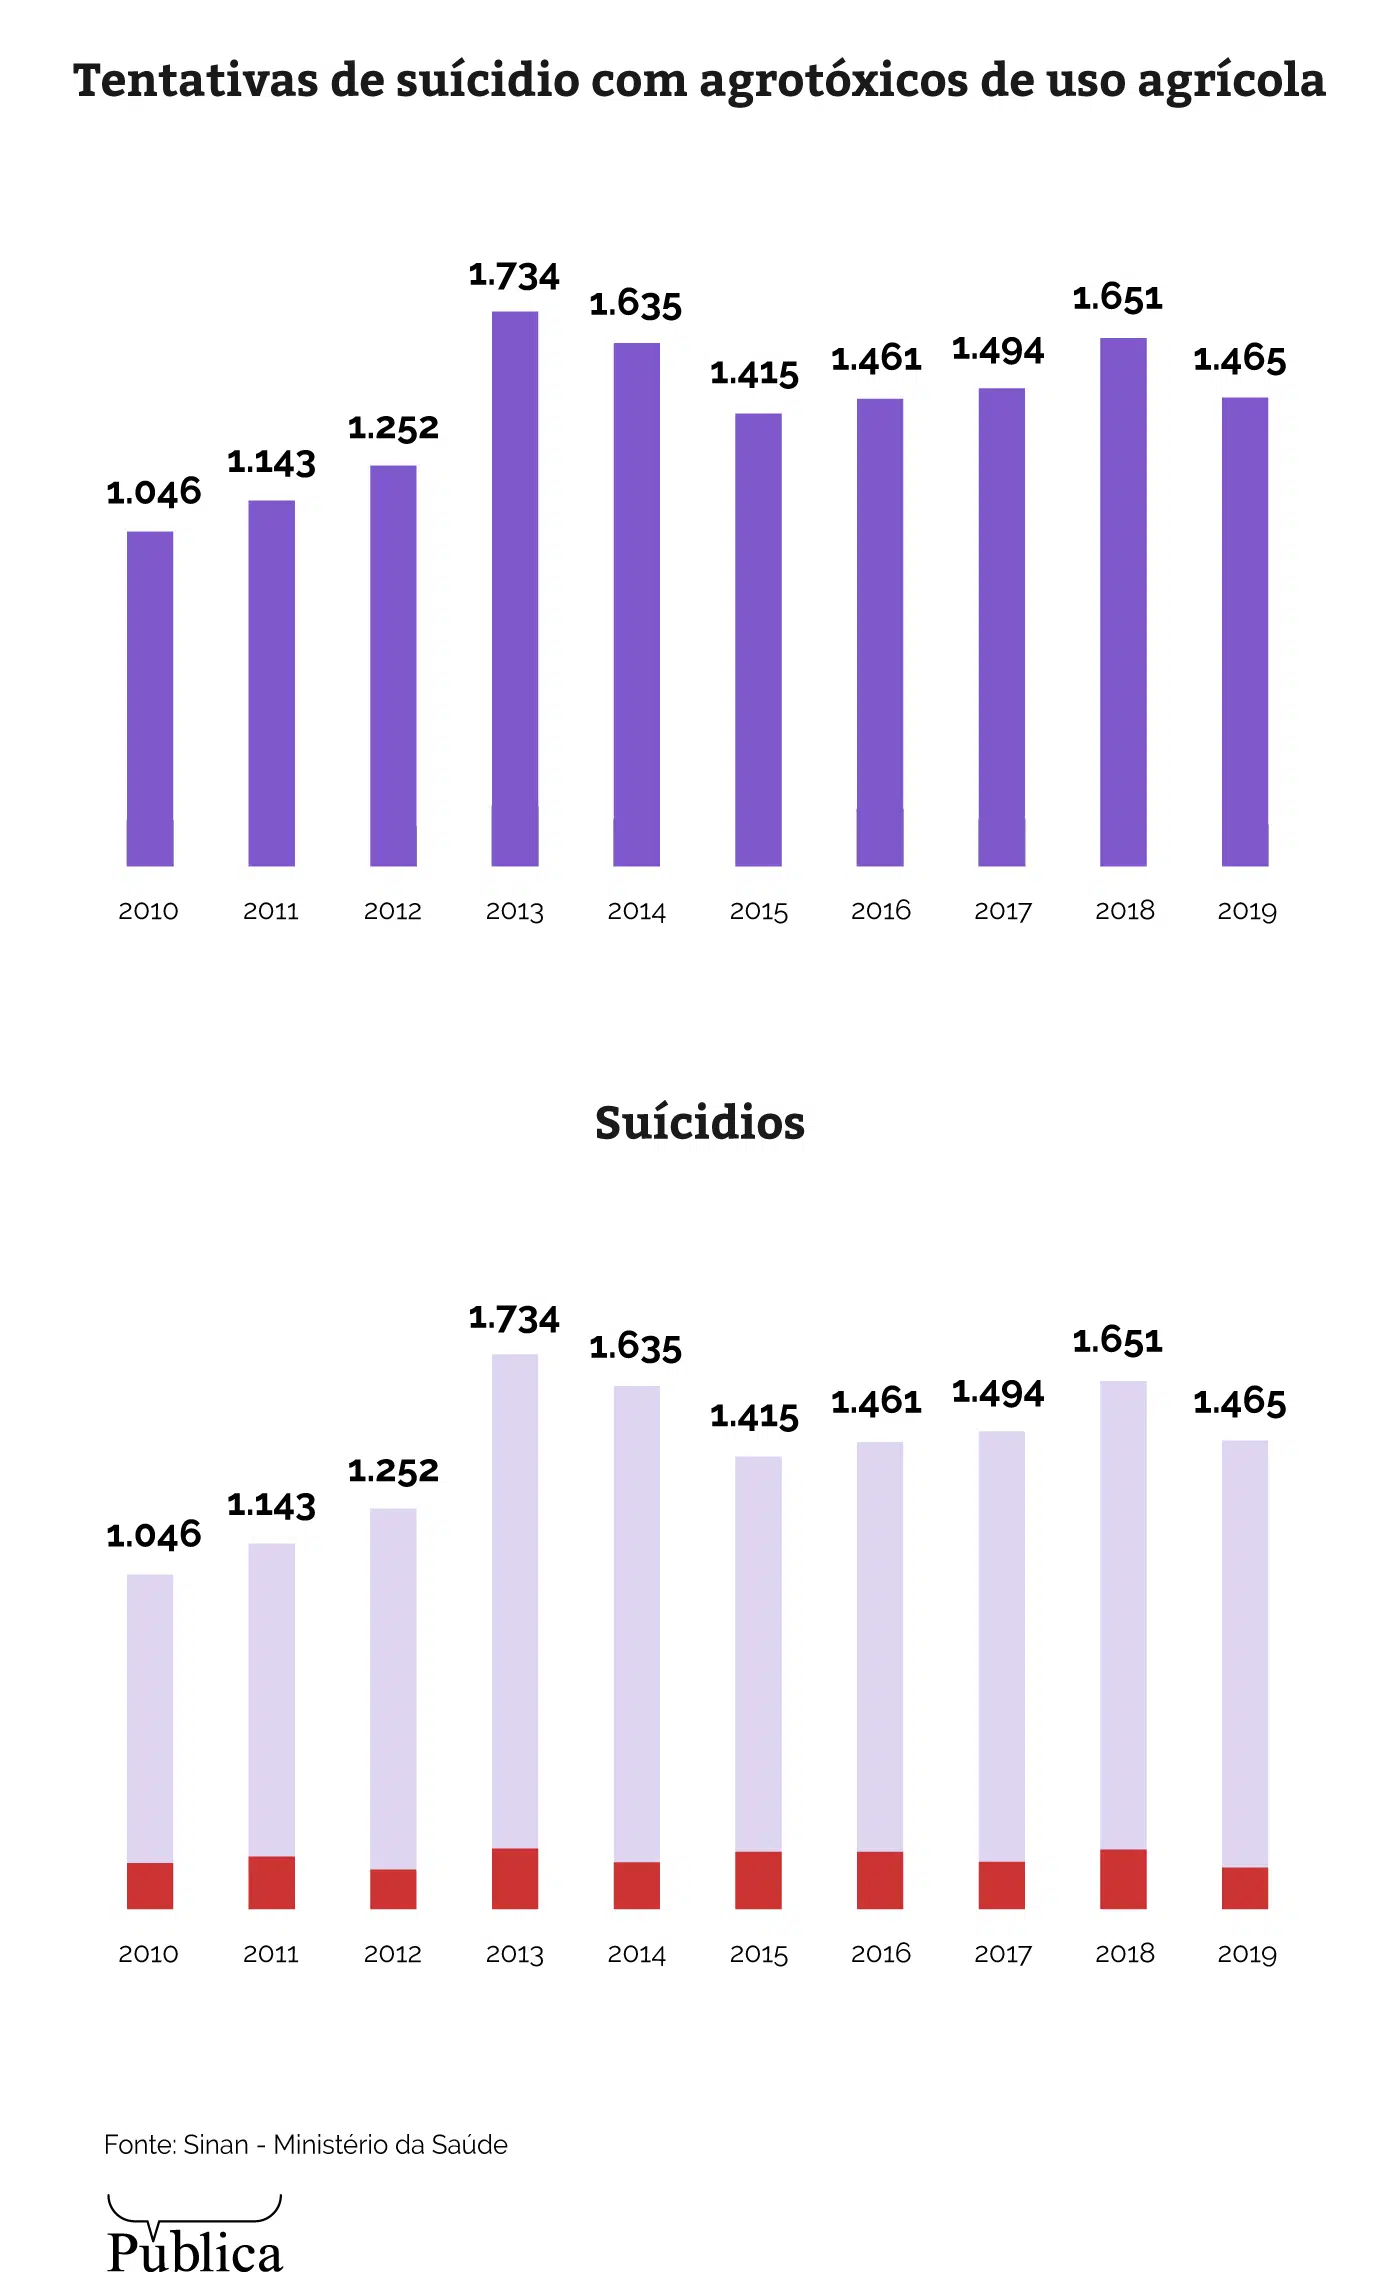 Tentativas de suícidio com agrotóxicos de uso agrícola
1.046 1.143 1.252 1.734 1.635 1.415 1.461 1.494 1.651 1.465
2010 2011 2012 2013 2014 2015 2016 2017 2018 2019
Suícidios
1.046 1.143 1.252 1.734 1.635 1.415 1.461 1.494 1.651 1.465
2010 2011 2012 2013 2014 2015 2016 2017 2018 2019
Fonte: Sinan - Ministério da Saúde
Pública